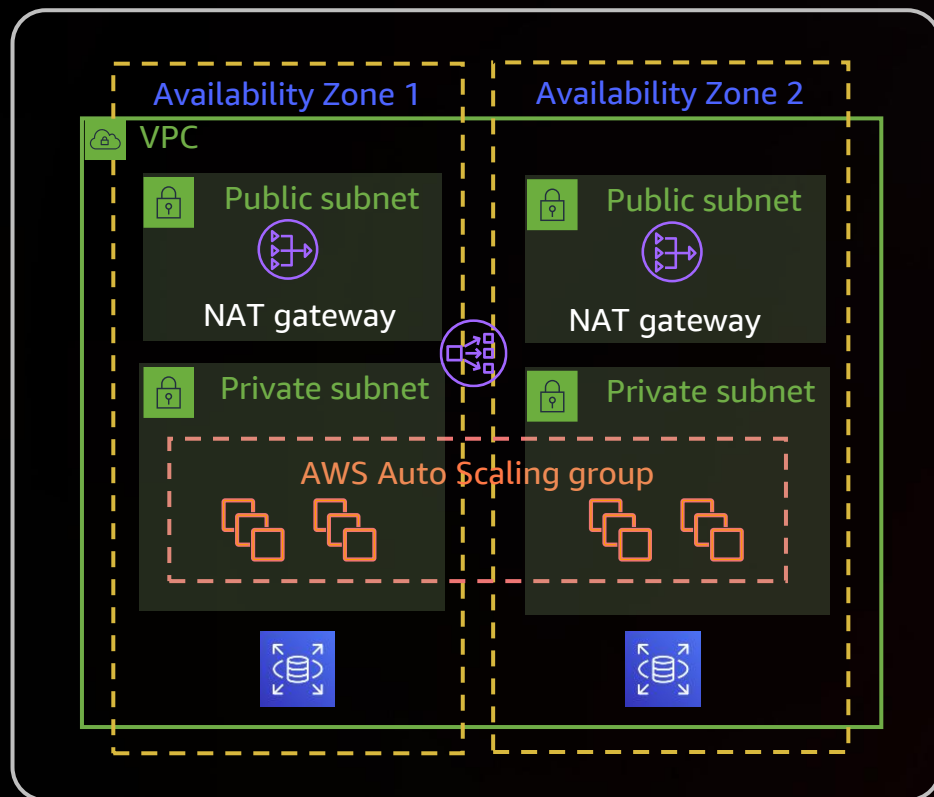 Availability Zone 1
Availability Zone 2
VPC
Public subnet
Public subnet
NAT gateway
NAT gateway
Private subnet
Private subnet
AWS Auto Scaling group